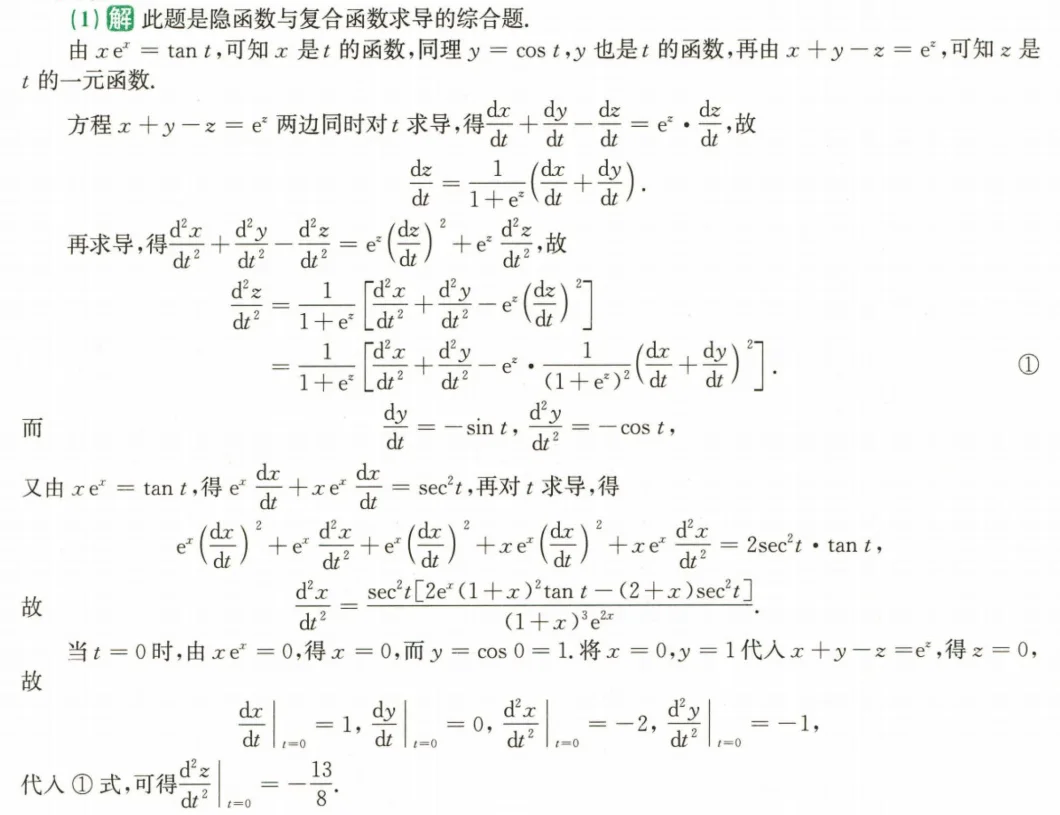 (1) 解 此题是隐函数与复合函数求导的综合题.
由 $x e^x = \tan t$,可知 $x$ 是 $t$ 的函数,同理 $y = \cos t$,$y$ 也是 $t$ 的函数,再由 $x + y - z = e^z$,可知 $z$ 是
$t$ 的一元函数.
方程 $x + y - z = e^z$ 两边同时对 $t$ 求导,得 $\frac{dx}{dt} + \frac{dy}{dt} - \frac{dz}{dt} = e^z \cdot \frac{dz}{dt}$,故
$\frac{dz}{dt} = \frac{1}{1+e^z}\left(\frac{dx}{dt} + \frac{dy}{dt}\right).$
再求导,得 $\frac{d^2x}{dt^2} + \frac{d^2y}{dt^2} - \frac{d^2z}{dt^2} = e^z\left(\frac{dz}{dt}\right)^2 + e^z\frac{d^2z}{dt^2}$,故
$\frac{d^2z}{dt^2} = \frac{1}{1+e^z}\left[\frac{d^2x}{dt^2} + \frac{d^2y}{dt^2} - e^z\left(\frac{dz}{dt}\right)^2\right]$
$= \frac{1}{1+e^z}\left[\frac{d^2x}{dt^2} + \frac{d^2y}{dt^2} - e^z \cdot \frac{1}{(1+e^z)^2}\left(\frac{dx}{dt} + \frac{dy}{dt}\right)^2\right].$ ①
而 $\frac{dy}{dt} = -\sin t, \frac{d^2y}{dt^2} = -\cos t,$
又由 $x e^x = \tan t$,得 $e^x\frac{dx}{dt} + x e^x\frac{dx}{dt} = \sec^2 t$,再对 $t$ 求导,得
$e^x\left(\frac{dx}{dt}\right)^2 + e^x\frac{d^2x}{dt^2} + e^x\left(\frac{dx}{dt}\right)^2 + x e^x\left(\frac{dx}{dt}\right)^2 + x e^x\frac{d^2x}{dt^2} = 2\sec^2 t \cdot \tan t,$
故 $\frac{d^2x}{dt^2} = \frac{\sec^2 t[2e^x(1+x)^2\tan t - (2+x)\sec^2 t]}{(1+x)^3 e^{2x}}.$
当 $t = 0$ 时,由 $x e^x = 0$,得 $x = 0$,而 $y = \cos 0 = 1$.将 $x = 0, y = 1$ 代入 $x + y - z = e^z$,得 $z = 0$,
故
$\left.\frac{dx}{dt}\right|_{t=0} = 1, \left.\frac{dy}{dt}\right|_{t=0} = 0, \left.\frac{d^2x}{dt^2}\right|_{t=0} = -2, \left.\frac{d^2y}{dt^2}\right|_{t=0} = -1,$
代入 ① 式,可得 $\left.\frac{d^2z}{dt^2}\right|_{t=0} = -\frac{13}{8}.$